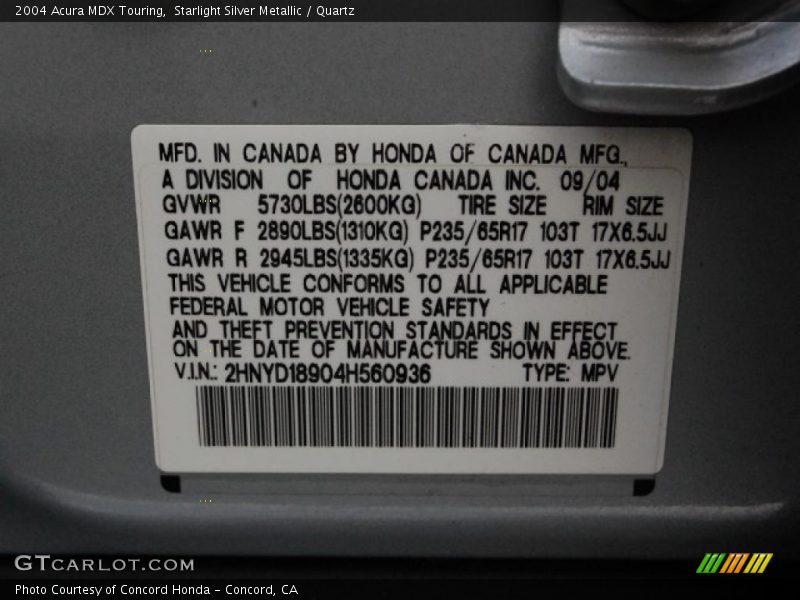 2004 Acura MDX Touring, Starlight Silver Metallic / Quartz
MFD. IN CANADA BY HONDA OF CANADA MFG.,
A DIVISION OF HONDA CANADA INC. 09/04
GVWR 5730LBS(2600KG) TIRE SIZE RIM SIZE
GAWR F 2890LBS(1310KG) P235/65R17 103T 17X6.5JJ
GAWR R 2945LBS(1335KG) P235/65R17 103T 17X6.5JJ
THIS VEHICLE CONFORMS TO ALL APPLICABLE
FEDERAL MOTOR VEHICLE SAFETY
AND THEFT PREVENTION STANDARDS IN EFFECT
ON THE DATE OF MANUFACTURE SHOWN ABOVE.
V.I.N.: 2HNYD18904H560936 TYPE: MPV
GTCARLOT.COM
Photo Courtesy of Concord Honda - Concord, CA